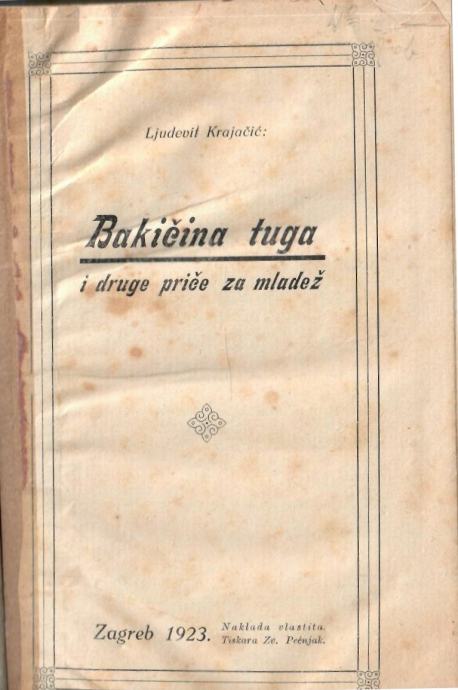 Ljudevit Krajačić:
Bakičina tuga
i druge priče za mladež
Zagreb 1923.
Naklada vlastita.
Tiskara Zv. Pećnjak.